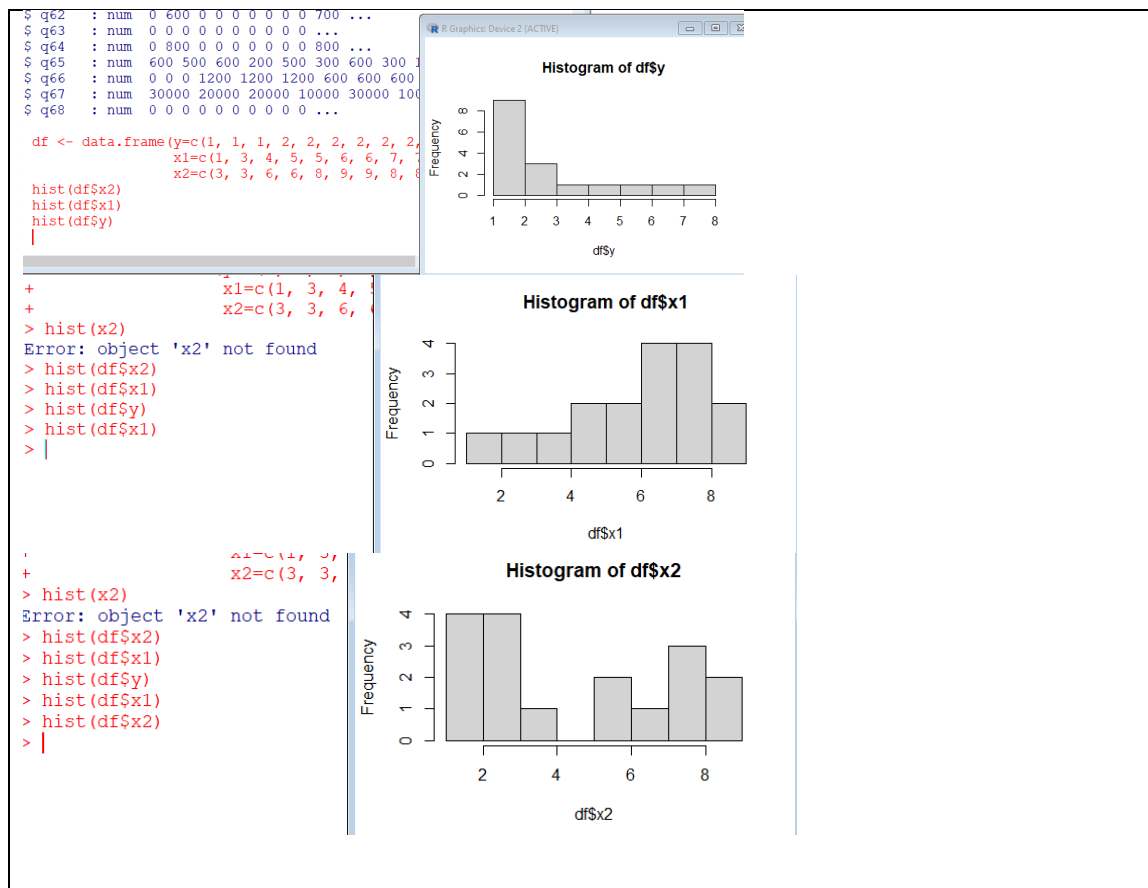 $ q62   : num  0 600 0 0 0 0 0 0 0 700 ...
$ q63   : num  0 0 0 0 0 0 0 0 0 0 ...
$ q64   : num  0 800 0 0 0 0 0 0 0 800 ...
$ q65   : num  600 500 600 200 500 300 600 300 1
$ q66   : num  0 0 0 1200 1200 1200 600 600 600
$ q67   : num  30000 20000 20000 10000 30000 100
$ q68   : num  0 0 0 0 0 0 0 0 0 0 ...
df <- data.frame(y=c(1, 1, 1, 2, 2, 2, 2, 2, 2,
x1=c(1, 3, 4, 5, 5, 6, 6, 7,
x2=c(3, 3, 6, 6, 8, 9, 9, 8,
hist(df$x2)
hist(df$x1)
hist(df$y)
R Graphics: Device 2 (ACTIVE)
Histogram of df$y
Frequency
0 2 4 6 8
1 2 3 4 5 6 7 8
df$y
+ x1=c(1, 3, 4,
+ x2=c(3, 3, 6,
> hist(x2)
Error: object 'x2' not found
> hist(df$x2)
> hist(df$x1)
> hist(df$y)
> hist(df$x1)
>
Histogram of df$x1
Frequency
0 1 2 3 4
2 4 6 8
df$x1
x1=c(1, 3,
+ x2=c(3, 3,
> hist(x2)
Error: object 'x2' not found
> hist(df$x2)
> hist(df$x1)
> hist(df$y)
> hist(df$x1)
> hist(df$x2)
>
Histogram of df$x2
Frequency
0 1 2 3 4
2 4 6 8
df$x2